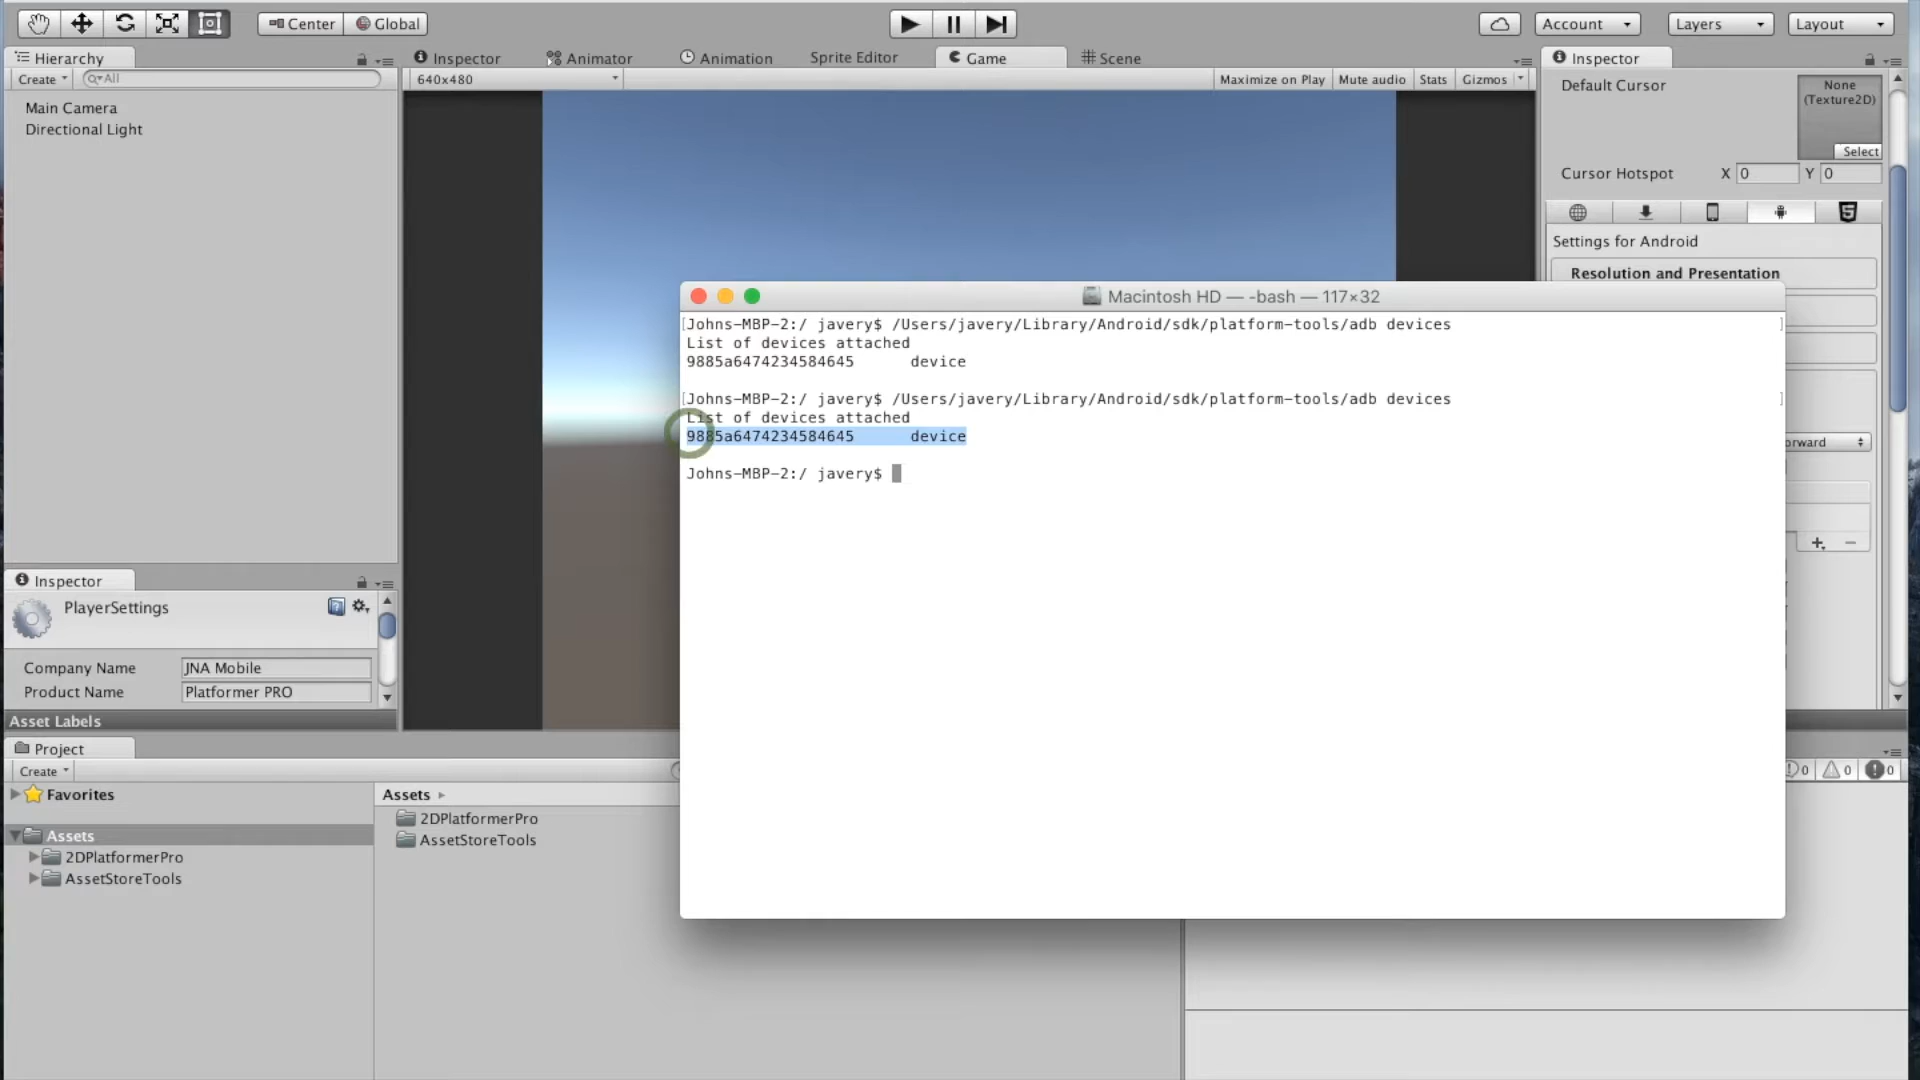 Center
Global
Account
Layers
Layout
Hierarchy
Inspector
Animator
Animation
Sprite Editor
Game
Scene
Inspector
Create
All
640x480
Maximize on Play
Mute audio
Stats
Gizmos
Main Camera
Directional Light
Default Cursor
None
(Texture2D)
Select
Cursor Hotspot
X 0
Y 0
Settings for Android
Resolution and Presentation
Macintosh HD — -bash — 117×32
[Johns-MBP-2:/ javery$ /Users/javery/Library/Android/sdk/platform-tools/adb devices ]
List of devices attached
9885a6474234584645 device
[Johns-MBP-2:/ javery$ /Users/javery/Library/Android/sdk/platform-tools/adb devices ]
List of devices attached
9885a6474234584645 device
Johns-MBP-2:/ javery$
orward
Inspector
PlayerSettings
Company Name
JNA Mobile
Product Name
Platformer PRO
Asset Labels
Project
Create
0
0
0
Favorites
Assets
2DPlatformerPro
AssetStoreTools
Assets
2DPlatformerPro
AssetStoreTools